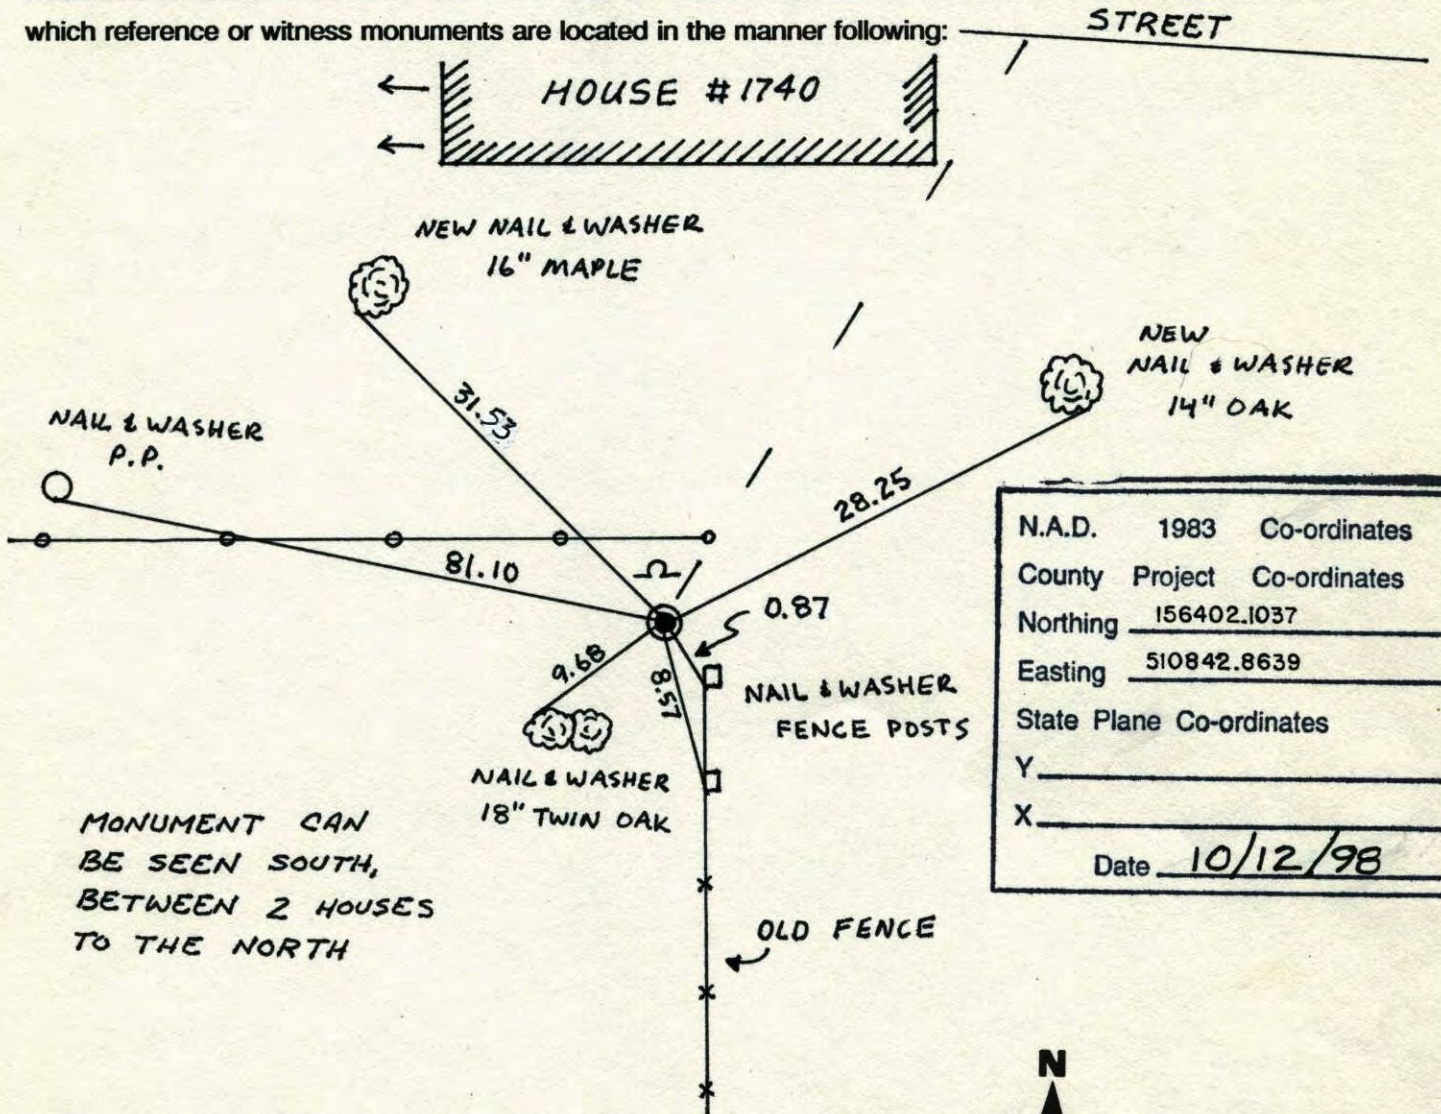 which reference or witness monuments are located in the manner following:
STREET
HOUSE #1740
NEW NAIL & WASHER
16" MAPLE
NEW
NAIL & WASHER
14" OAK
NAIL & WASHER
P.P.
31.53
28.25
81.10
0.87
9.68
8.57
NAIL & WASHER
FENCE POSTS
NAIL & WASHER
18" TWIN OAK
N.A.D. 1983 Co-ordinates
County Project Co-ordinates
Northing 156402.1037
Easting 510842.8639
State Plane Co-ordinates
Y
X
Date 10/12/98
MONUMENT CAN
BE SEEN SOUTH,
BETWEEN 2 HOUSES
TO THE NORTH
OLD FENCE
N